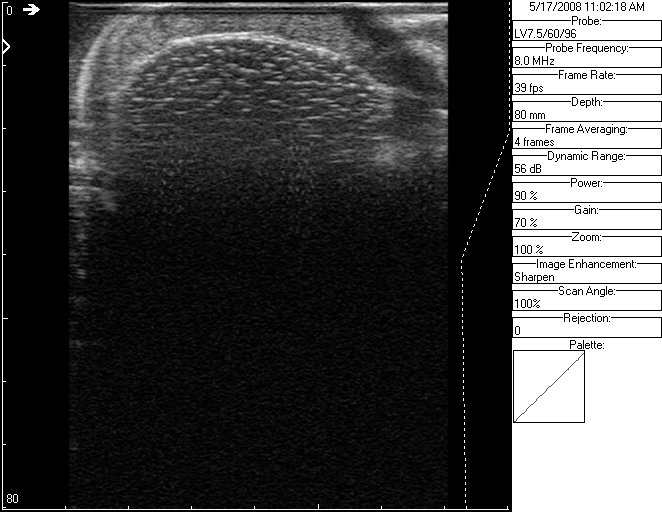 0
80
5/17/2008 11:02:18 AM
Probe:
LV7.5/60/96
Probe Frequency:
8.0 MHz
Frame Rate:
39 fps
Depth:
80 mm
Frame Averaging:
4 frames
Dynamic Range:
56 dB
Power:
90 %
Gain:
70 %
Zoom:
100 %
Image Enhancement:
Sharpen
Scan Angle:
100%
Rejection:
0
Palette: